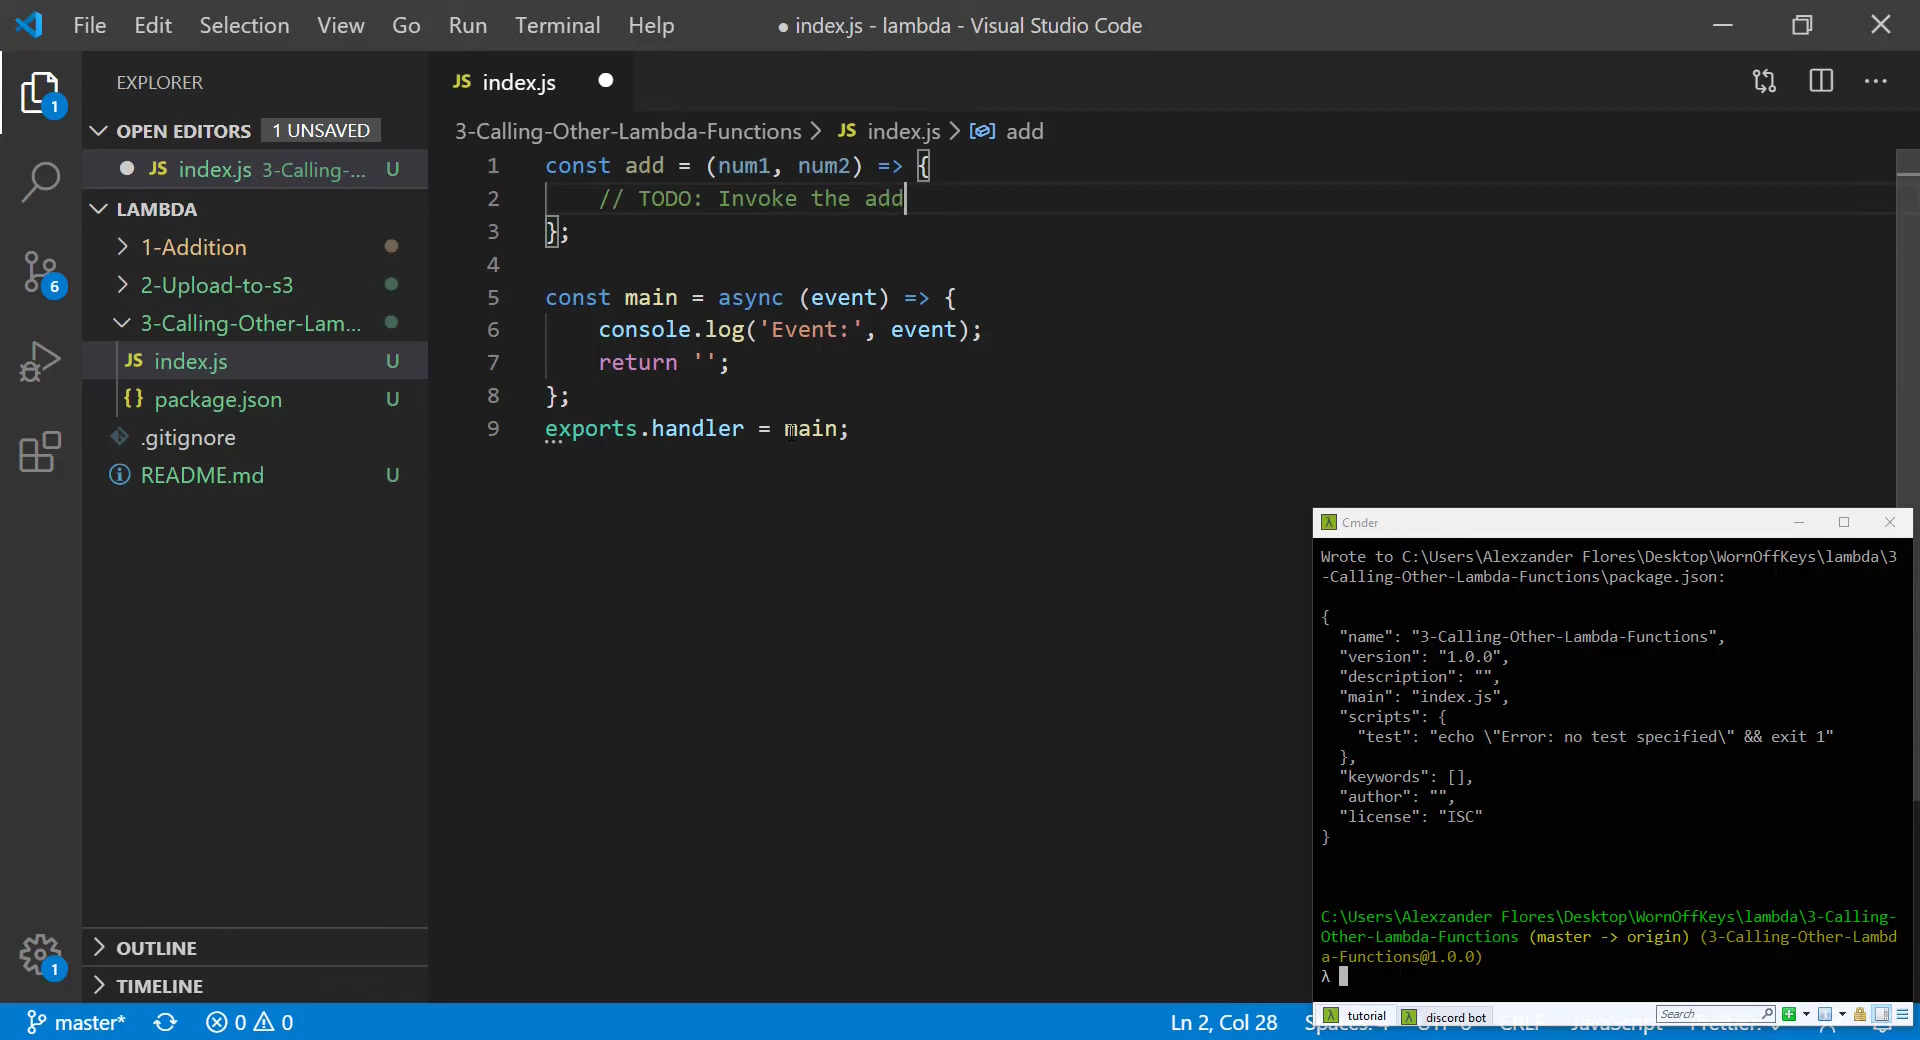 File Edit Selection View Go Run Terminal Help ● index.js - lambda - Visual Studio Code
EXPLORER
OPEN EDITORS 1 UNSAVED
JS index.js 3-Calling-... U
LAMBDA
1-Addition
2-Upload-to-s3
3-Calling-Other-Lam...
JS index.js U
{} package.json U
.gitignore
README.md U
OUTLINE
TIMELINE
1
6
1
JS index.js
3-Calling-Other-Lambda-Functions > JS index.js > add
1 const add = (num1, num2) => {
2 // TODO: Invoke the add
3 };
4
5 const main = async (event) => {
6 console.log('Event:', event);
7 return '';
8 };
9 exports.handler = main;
Cmder
Wrote to C:\Users\Alexzander Flores\Desktop\WornOffKeys\lambda\3
-Calling-Other-Lambda-Functions\package.json:
{
"name": "3-Calling-Other-Lambda-Functions",
"version": "1.0.0",
"description": "",
"main": "index.js",
"scripts": {
"test": "echo \"Error: no test specified\" && exit 1"
},
"keywords": [],
"author": "",
"license": "ISC"
}
C:\Users\Alexzander Flores\Desktop\WornOffKeys\lambda\3-Calling-
Other-Lambda-Functions (master -> origin) (3-Calling-Other-Lambd
a-Functions@1.0.0)
λ
tutorial discord bot Search
master* 0 0 Ln 2, Col 28